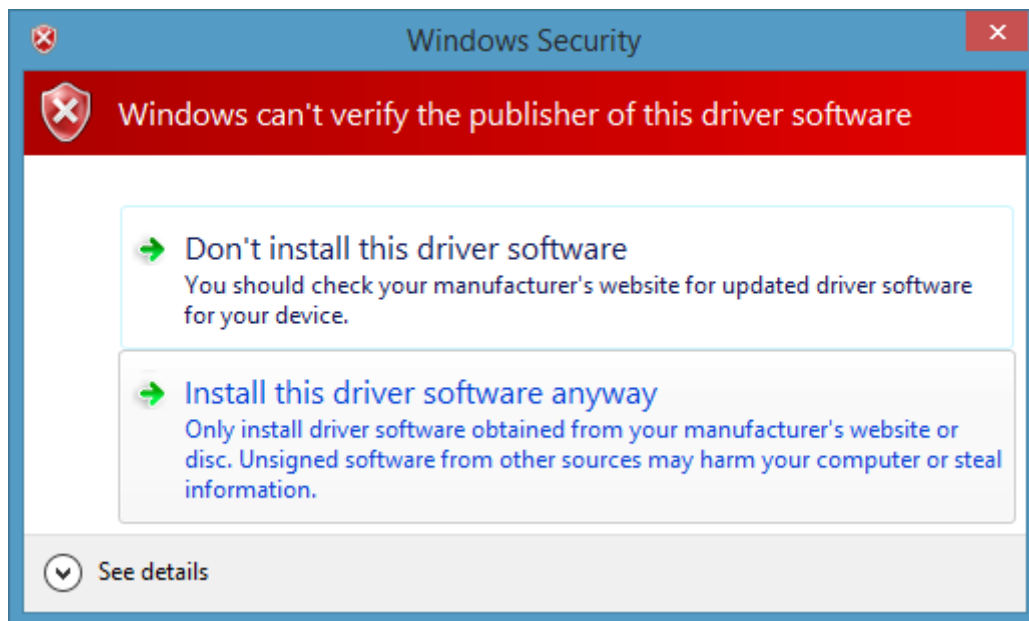 Windows Security
Windows can't verify the publisher of this driver software
Don't install this driver software
You should check your manufacturer's website for updated driver software
for your device.
Install this driver software anyway
Only install driver software obtained from your manufacturer's website or
disc. Unsigned software from other sources may harm your computer or steal
information.
See details